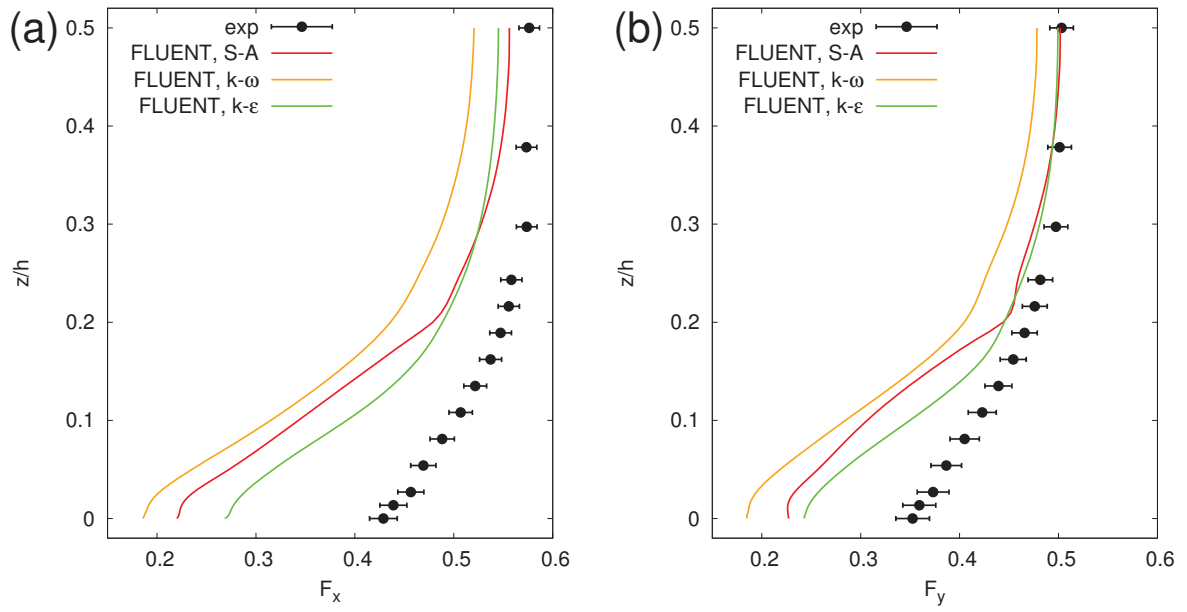 (a)
exp
FLUENT, S-A
FLUENT, k-ω
FLUENT, k-ε
0.5
0.4
0.3
0.2
0.1
0
z/h
0.2 0.3 0.4 0.5 0.6
F_x
(b)
exp
FLUENT, S-A
FLUENT, k-ω
FLUENT, k-ε
0.5
0.4
0.3
0.2
0.1
0
z/h
0.2 0.3 0.4 0.5 0.6
F_y